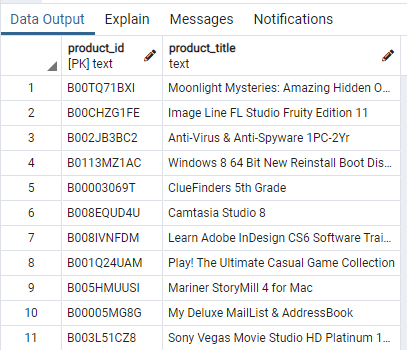 Data Output Explain Messages Notifications
product_id product_title
[PK] text text
1 B00TQ71BXI Moonlight Mysteries: Amazing Hidden O...
2 B00CHZG1FE Image Line FL Studio Fruity Edition 11
3 B002JB3BC2 Anti-Virus & Anti-Spyware 1PC-2Yr
4 B0113MZ1AC Windows 8 64 Bit New Reinstall Boot Dis...
5 B00003069T ClueFinders 5th Grade
6 B008EQUD4U Camtasia Studio 8
7 B008IVNFDM Learn Adobe InDesign CS6 Software Trai...
8 B001Q24UAM Play! The Ultimate Casual Game Collection
9 B005HMUUSI Mariner StoryMill 4 for Mac
10 B00005MG8G My Deluxe MailList & AddressBook
11 B003L51CZ8 Sony Vegas Movie Studio HD Platinum 1...